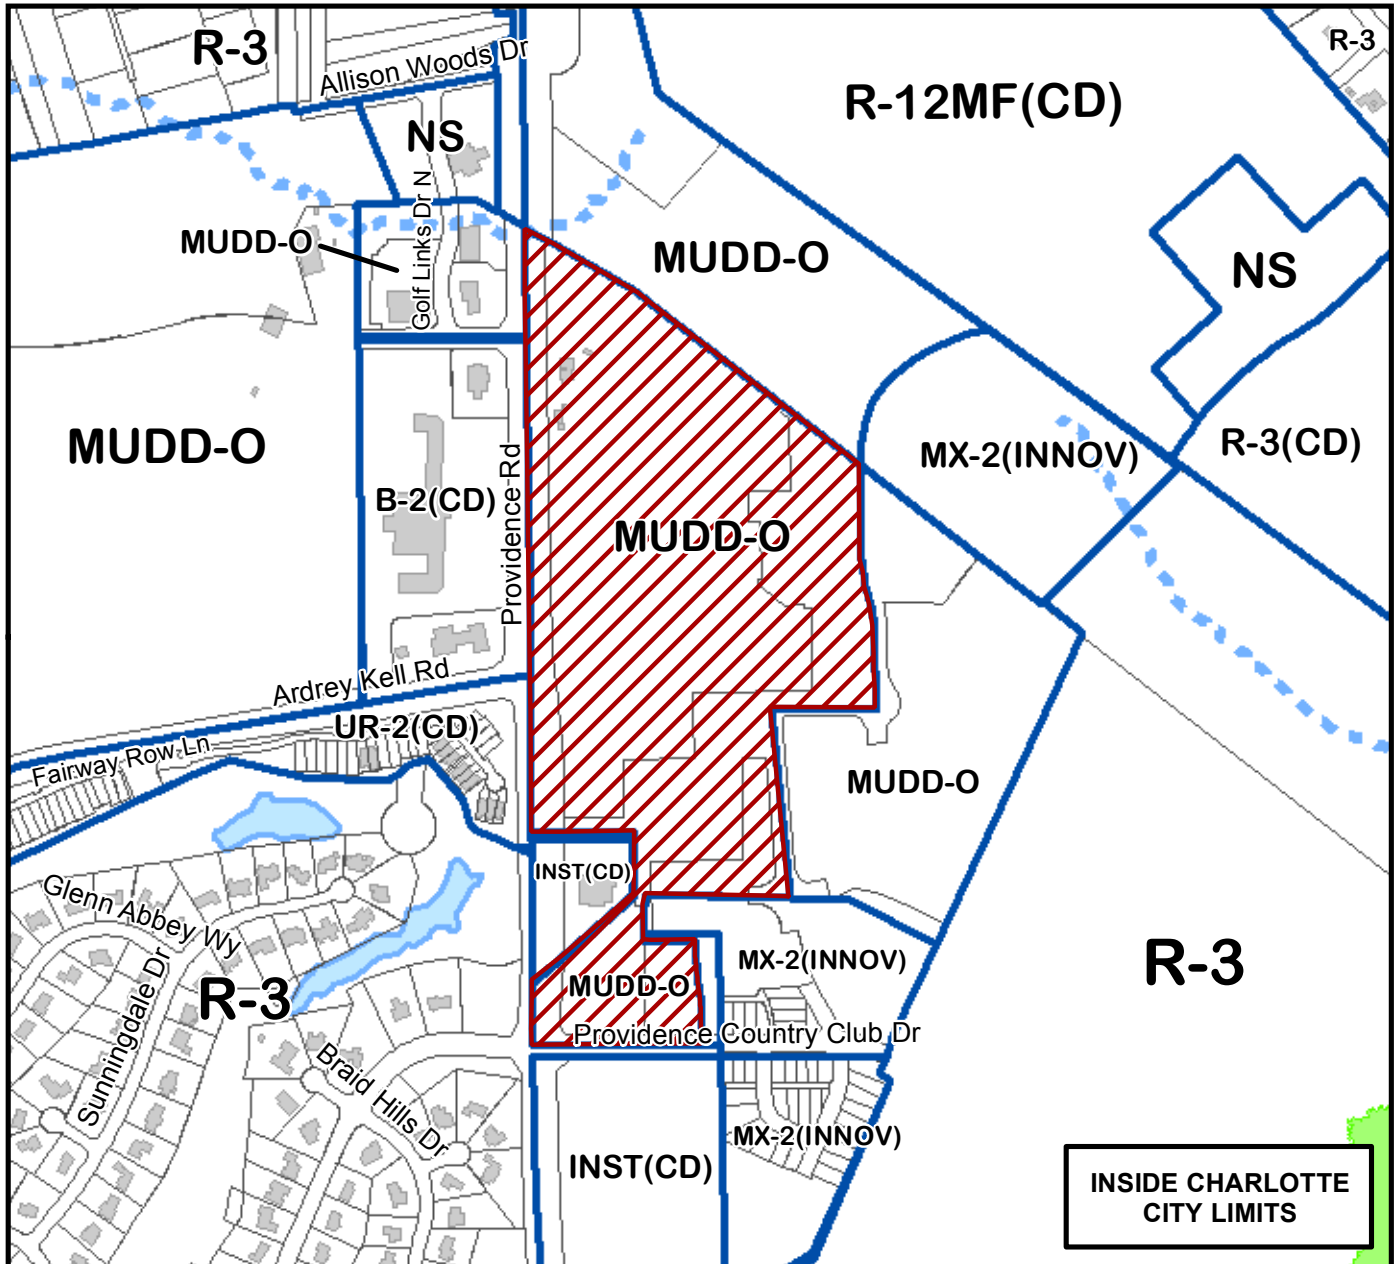 R-3
R-3
Allison Woods Dr
R-12MF(CD)
NS
Golf Links Dr N
MUDD-O
MUDD-O
NS
MUDD-O
B-2(CD)
Providence Rd
MUDD-O
MX-2(INNOV)
R-3(CD)
Ardrey Kell Rd
UR-2(CD)
Fairway Row Ln
MUDD-O
INST(CD)
Glenn Abbey Wy
Sunningdale Dr
R-3
MUDD-O
MX-2(INNOV)
R-3
Providence Country Club Dr
Braid Hills Dr
MX-2(INNOV)
INST(CD)
INSIDE CHARLOTTE
CITY LIMITS